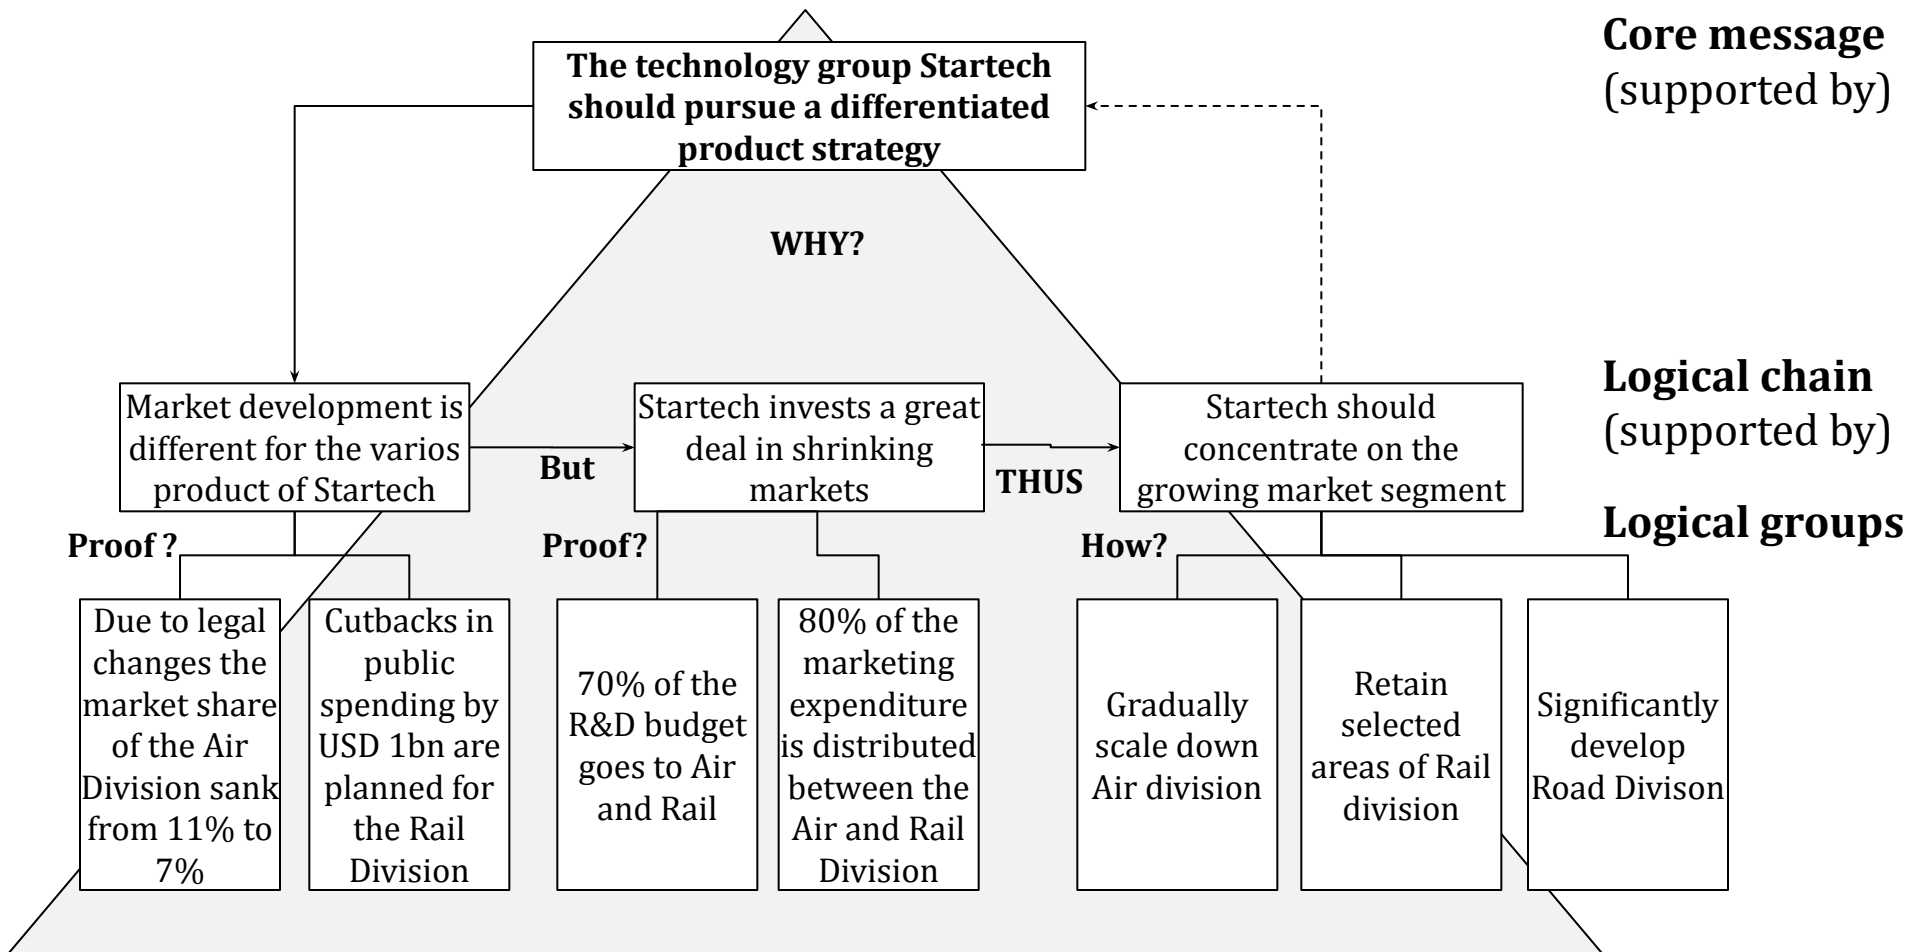 The technology group Startech
should pursue a differentiated
product strategy
Core message
(supported by)
WHY?
Market development is
different for the varios
product of Startech
But
Startech invests a great
deal in shrinking
markets
THUS
Startech should
concentrate on the
growing market segment
Logical chain
(supported by)
Logical groups
Proof ?
Due to legal
changes the
market share
of the Air
Division sank
from 11% to
7%
Cutbacks in
public
spending by
USD 1bn are
planned for
the Rail
Division
Proof?
70% of the
R&D budget
goes to Air
and Rail
80% of the
marketing
expenditure
is distributed
between the
Air and Rail
Division
How?
Gradually
scale down
Air division
Retain
selected
areas of Rail
division
Significantly
develop
Road Divison